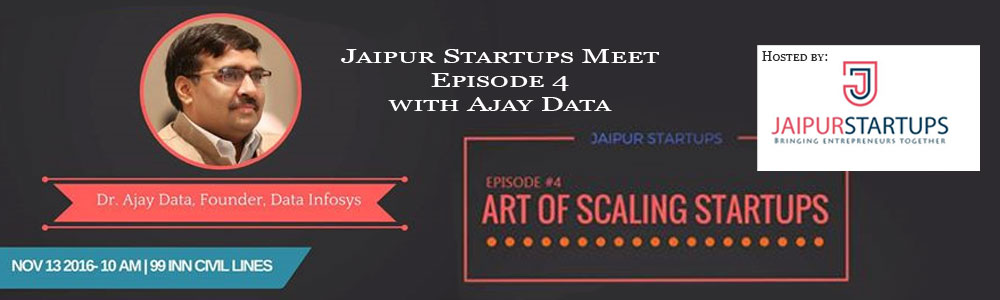 Jaipur Startups Meet
Episode 4
with Ajay Data
Hosted by:
JAIPURSTARTUPS
BRINGING ENTREPRENEURS TOGETHER
Dr. Ajay Data, Founder, Data Infosys
NOV 13 2016- 10 AM | 99 INN CIVIL LINES
JAIPUR STARTUPS
EPISODE #4
ART OF SCALING STARTUPS